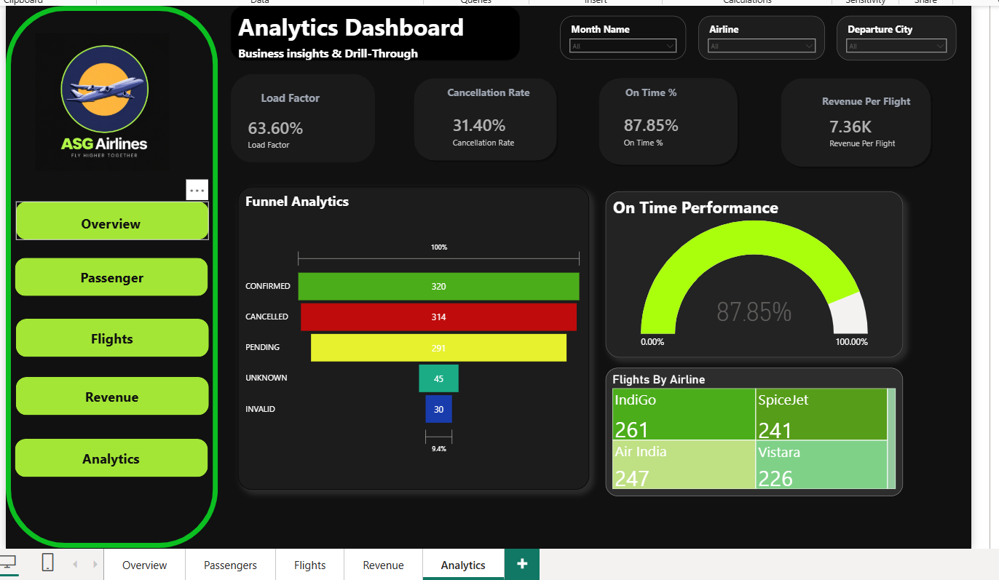 Clipboard
Data
Queries
Insert
Calculations
Sensitivity
Share
ASG Airlines
FLY HIGHER TOGETHER
...
Overview
Passenger
Flights
Revenue
Analytics
Analytics Dashboard
Business insights & Drill-Through
Month Name
All
Airline
All
Departure City
All
Load Factor
63.60%
Load Factor
Cancellation Rate
31.40%
Cancellation Rate
On Time %
87.85%
On Time %
Revenue Per Flight
7.36K
Revenue Per Flight
Funnel Analytics
100%
CONFIRMED 320
CANCELLED 314
PENDING 291
UNKNOWN 45
INVALID 30
9.4%
On Time Performance
87.85%
0.00% 100.00%
Flights By Airline
IndiGo
261
SpiceJet
241
Air India
247
Vistara
226
Overview Passengers Flights Revenue Analytics +